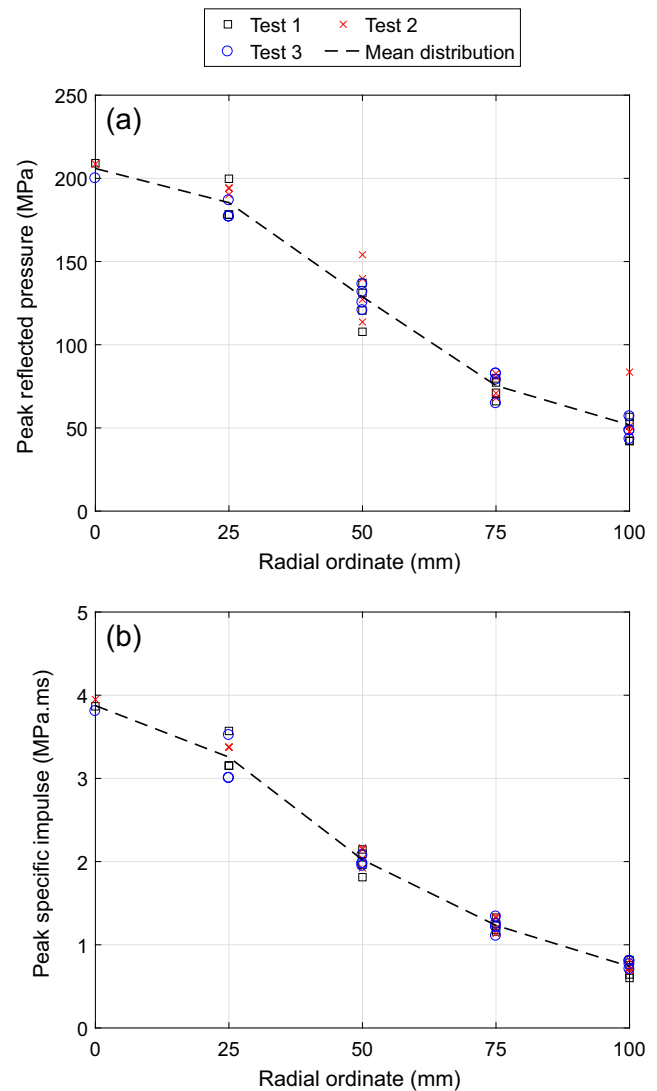 Test 1 Test 2
Test 3 Mean distribution
(a)
250
200
150
100
50
0
Peak reflected pressure (MPa)
0 25 50 75 100
Radial ordinate (mm)
(b)
5
4
3
2
1
0
Peak specific impulse (MPa.ms)
0 25 50 75 100
Radial ordinate (mm)